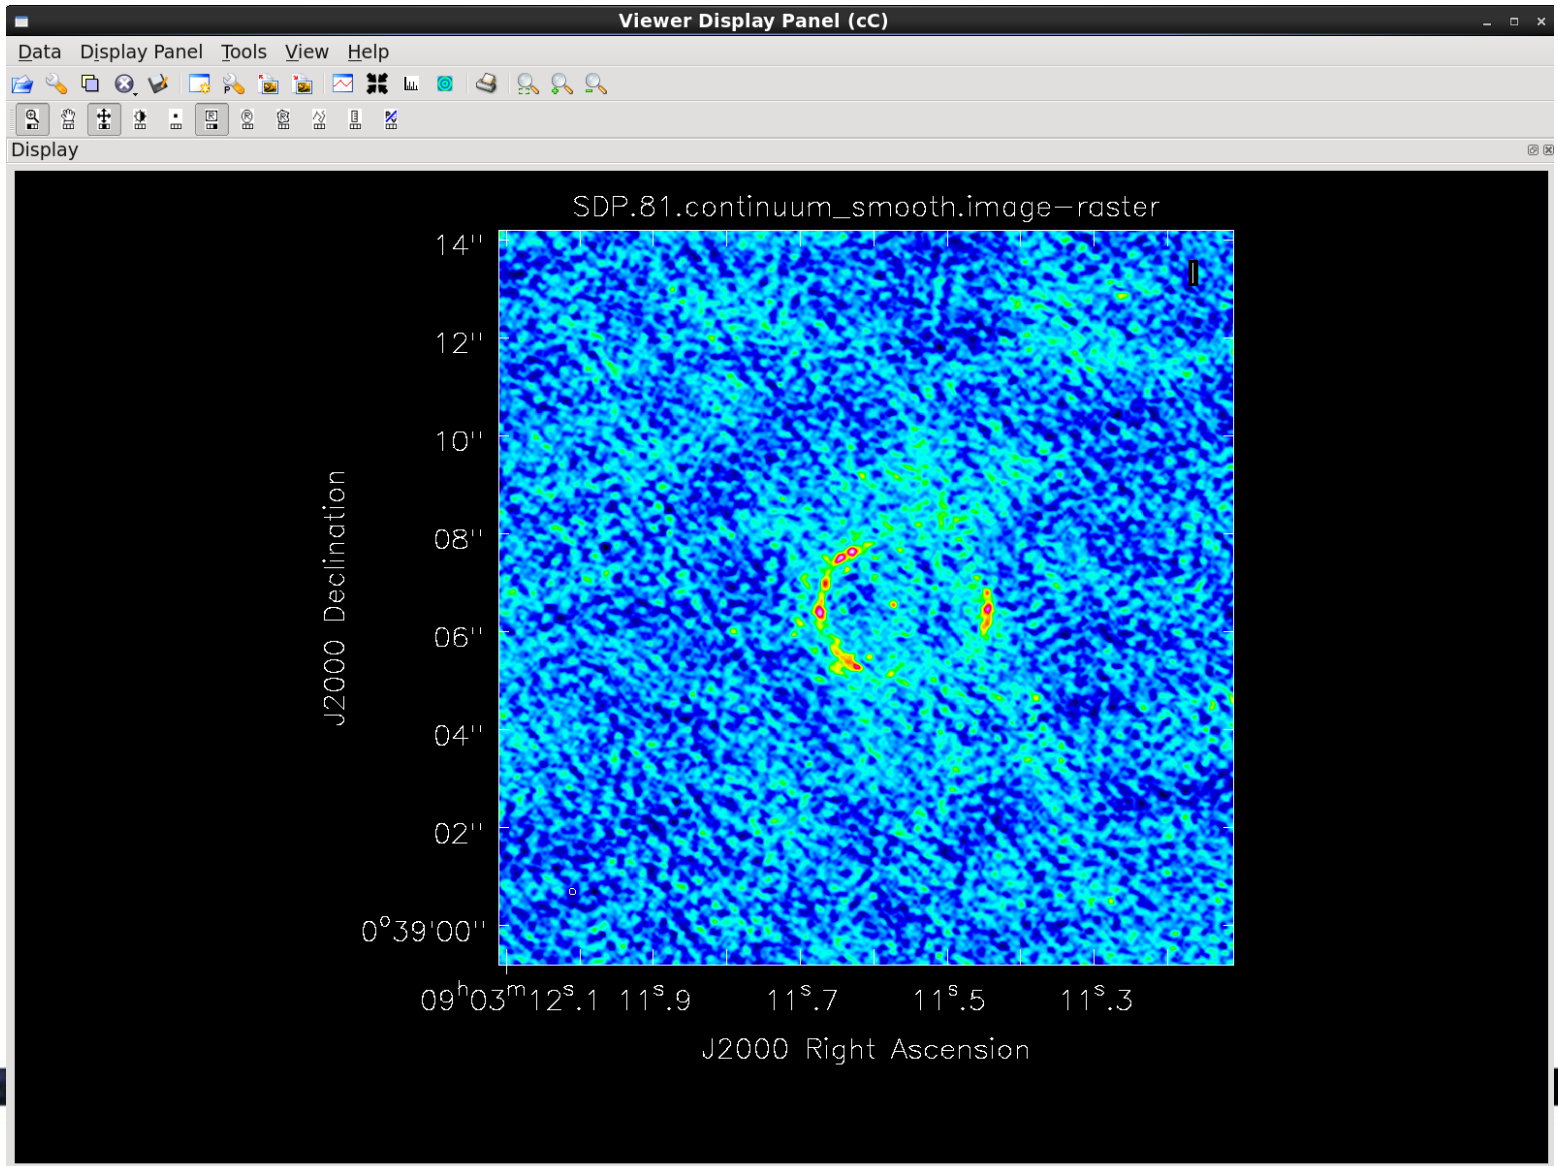 Viewer Display Panel (cC)
Data Display Panel Tools View Help
Display
SDP.81.continuum_smooth.image-raster
14''
12''
10''
08''
06''
04''
02''
0°39'00''
J2000 Declination
09ʰ03ᵐ12ˢ.1 11ˢ.9 11ˢ.7 11ˢ.5 11ˢ.3
J2000 Right Ascension